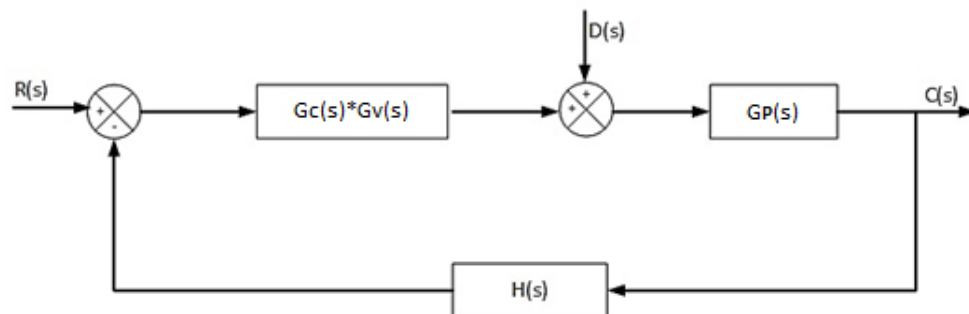 D(s)
R(s)
C(s)
+
-
+
+
Gc(s)*Gv(s)
GP(s)
H(s)